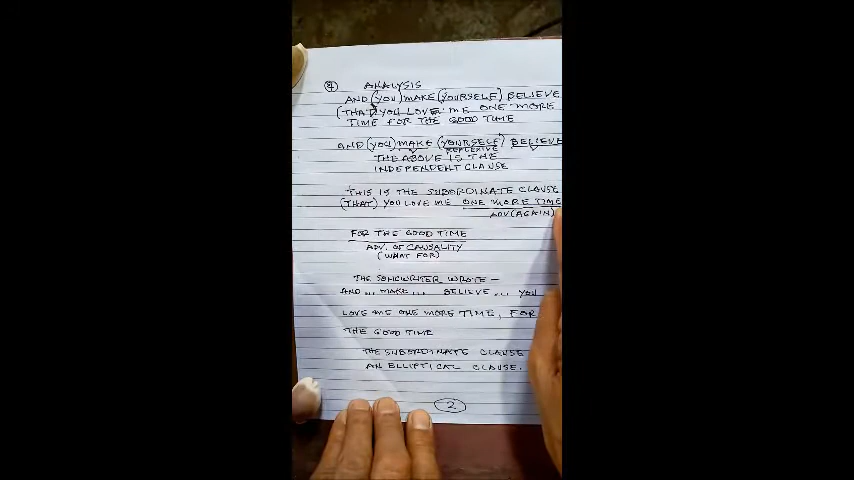 4 ANALYSIS
AND (YOU) MAKE (YOURSELF) BELIEVE
(THAT) YOU LOVE ME ONE MORE
TIME FOR THE GOOD TIME
AND (YOU) MAKE (YOURSELF) BELIEVE
V REFLEXIVE V
THE ABOVE IS THE
INDEPENDENT CLAUSE
THIS IS THE SUBORDINATE CLAUSE
(THAT) YOU LOVE ME ONE MORE TIME
ADV (AGAIN)
FOR THE GOOD TIME
ADV. OF CAUSALITY
(WHAT FOR)
THE SONGWRITER WROTE –
AND... MAKE... BELIEVE... YOU
LOVE ME ONE MORE TIME, FOR
THE GOOD TIME
THE SUBORDINATE CLAUSE
AN ELLIPTICAL CLAUSE.
2